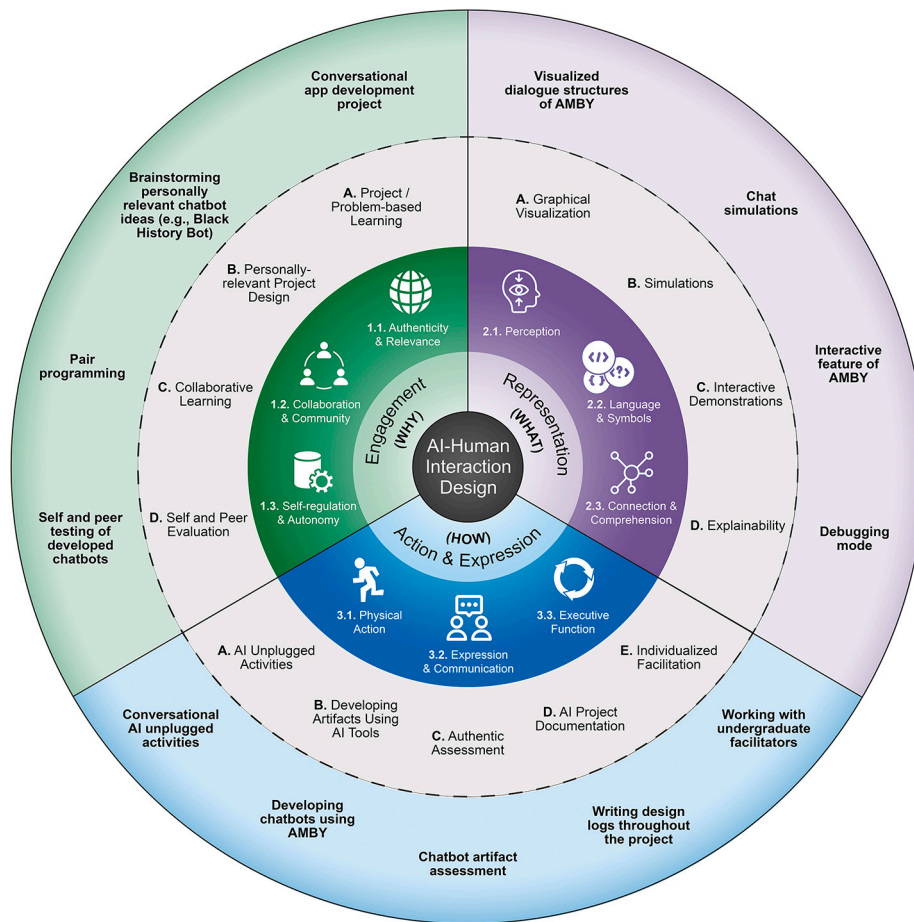 Conversational
app development
project
Brainstorming
personally
relevant chatbot
ideas (e.g., Black
History Bot)
Pair
programming
Self and peer
testing of
developed
chatbots
A. Project /
Problem-based
Learning
B. Personally-
relevant Project
Design
C. Collaborative
Learning
D. Self and Peer
Evaluation
1.1. Authenticity
& Relevance
1.2. Collaboration
& Community
1.3. Self-regulation
& Autonomy
Engagement
(WHY)
Visualized
dialogue structures
of AMBY
Chat
simulations
Interactive
feature of
AMBY
Debugging
mode
A. Graphical
Visualization
B. Simulations
C. Interactive
Demonstrations
D. Explainability
2.1. Perception
</>
{ }
<?>
2.2. Language
& Symbols
2.3. Connection &
Comprehension
Representation
(WHAT)
AI-Human
Interaction
Design
(HOW)
Action & Expression
3.1. Physical
Action
3.2. Expression
& Communication
3.3. Executive
Function
A. AI Unplugged
Activities
B. Developing
Artifacts Using
AI Tools
C. Authentic
Assessment
D. AI Project
Documentation
E. Individualized
Facilitation
Conversational
AI unplugged
activities
Developing
chatbots using
AMBY
Chatbot artifact
assessment
Writing design
logs throughout
the project
Working with
undergraduate
facilitators